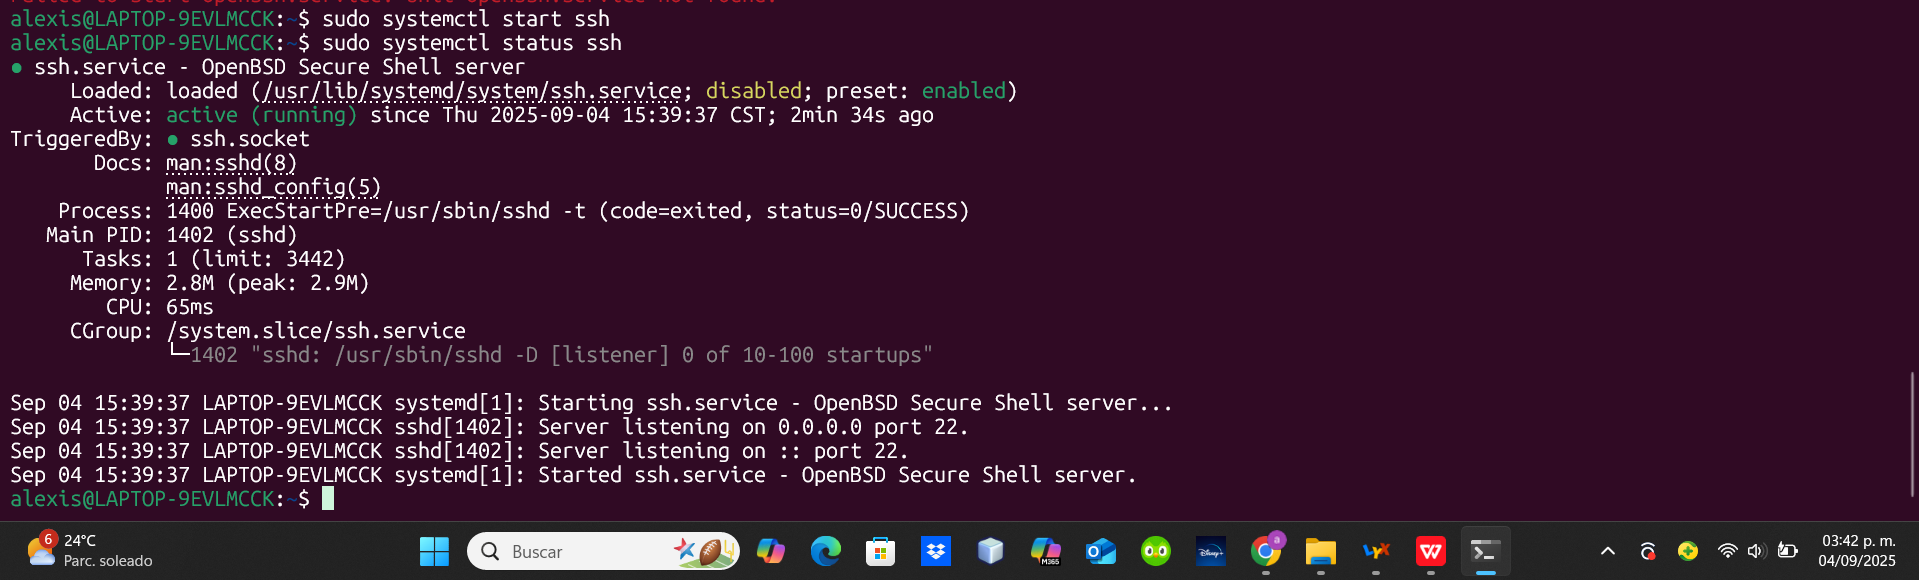 alexis@LAPTOP-9EVLMCCK:~$ sudo systemctl start ssh
alexis@LAPTOP-9EVLMCCK:~$ sudo systemctl status ssh
● ssh.service - OpenBSD Secure Shell server
Loaded: loaded (/usr/lib/systemd/system/ssh.service; disabled; preset: enabled)
Active: active (running) since Thu 2025-09-04 15:39:37 CST; 2min 34s ago
TriggeredBy: ● ssh.socket
Docs: man:sshd(8)
man:sshd_config(5)
Process: 1400 ExecStartPre=/usr/sbin/sshd -t (code=exited, status=0/SUCCESS)
Main PID: 1402 (sshd)
Tasks: 1 (limit: 3442)
Memory: 2.8M (peak: 2.9M)
CPU: 65ms
CGroup: /system.slice/ssh.service
└─1402 "sshd: /usr/sbin/sshd -D [listener] 0 of 10-100 startups"
Sep 04 15:39:37 LAPTOP-9EVLMCCK systemd[1]: Starting ssh.service - OpenBSD Secure Shell server...
Sep 04 15:39:37 LAPTOP-9EVLMCCK sshd[1402]: Server listening on 0.0.0.0 port 22.
Sep 04 15:39:37 LAPTOP-9EVLMCCK sshd[1402]: Server listening on :: port 22.
Sep 04 15:39:37 LAPTOP-9EVLMCCK systemd[1]: Started ssh.service - OpenBSD Secure Shell server.
alexis@LAPTOP-9EVLMCCK:~$
6
24°C
Parc. soleado
Buscar
M365
Disney+
a
03:42 p. m.
04/09/2025